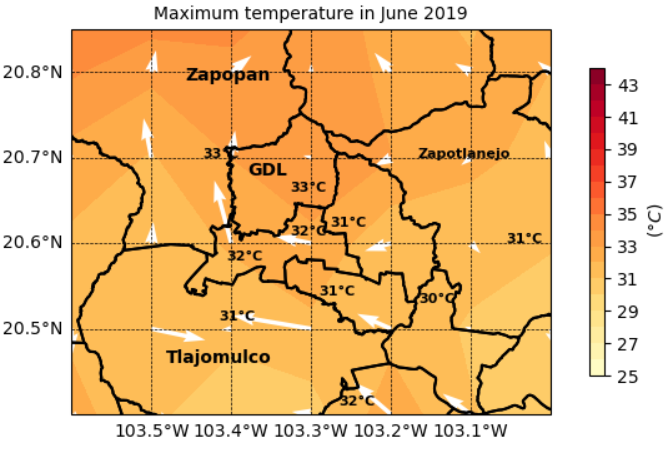 Maximum temperature in June 2019
20.8°N
Zapopan
43
41
20.7°N
33°C
Zapotlanejo
39
GDL
37
33°C
35
31°C
32°C
(°C)
20.6°N
31°C
33
32°C
31
31°C
30°C
29
31°C
20.5°N
27
Tlajomulco
25
32°C
103.5°W 103.4°W 103.3°W 103.2°W 103.1°W